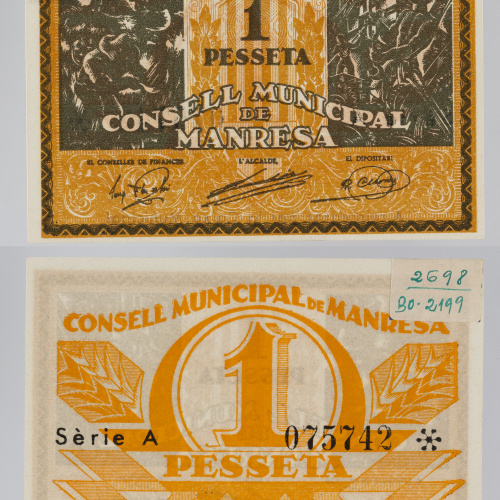 1
PESSETA
CONSELL MUNICIPAL
DE
MANRESA
EL CONSELLER DE FINANCES L'ALCALDE, EL DIPOSITARI
2698
BO-2199
CONSELL MUNICIPAL DE MANRESA
1
Sèrie A 075742
PESSETA